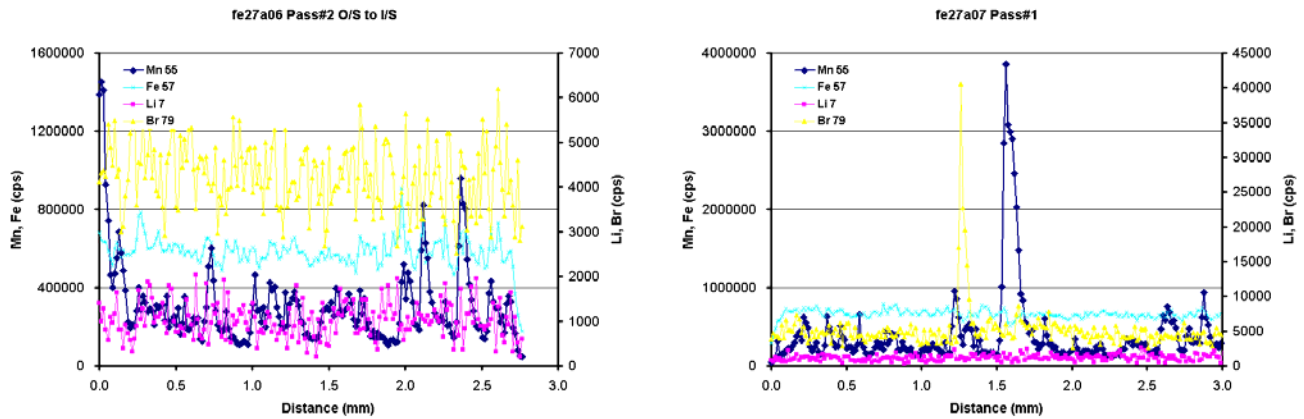 fe27a06 Pass#2 O/S to I/S
1600000
1200000
800000
400000
0
Mn, Fe (cps)
7000
6000
5000
4000
3000
2000
1000
0
Li, Br (cps)
Mn 55
Fe 57
Li 7
Br 79
0.0 0.5 1.0 1.5 2.0 2.5 3.0
Distance (mm)
fe27a07 Pass#1
4000000
3000000
2000000
1000000
0
Mn, Fe (cps)
45000
40000
35000
30000
25000
20000
15000
10000
5000
0
Li, Br (cps)
Mn 55
Fe 57
Li 7
Br 79
0.0 0.5 1.0 1.5 2.0 2.5 3.0
Distance (mm)